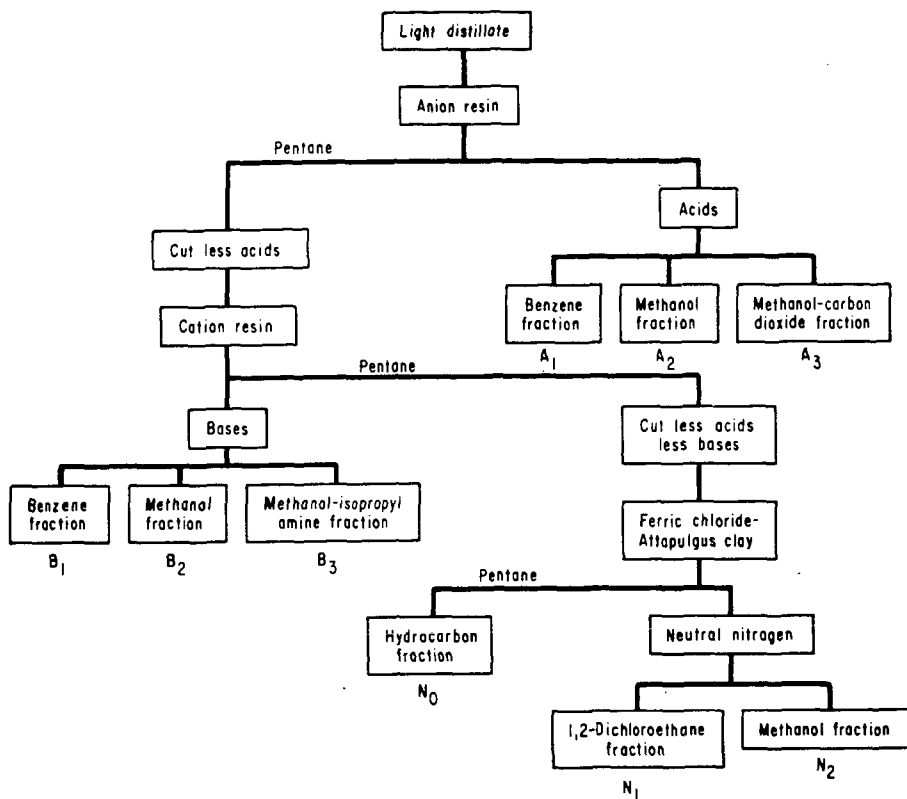 Light distillate
Anion resin
Pentane
Acids
Cut less acids
Benzene
fraction
A1
Methanol
fraction
A2
Methanol-carbon
dioxide fraction
A3
Cation resin
Pentane
Bases
Cut less acids
less bases
Benzene
fraction
B1
Methanol
fraction
B2
Methanol-isopropyl
amine fraction
B3
Ferric chloride-
Attapulgus clay
Pentane
Hydrocarbon
fraction
N0
Neutral nitrogen
1,2-Dichloroethane
fraction
N1
Methanol fraction
N2